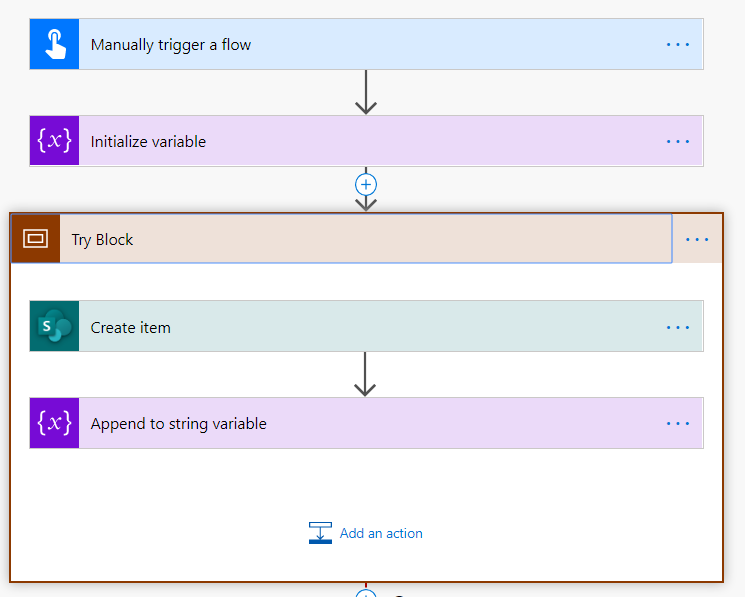 Manually trigger a flow
{x} Initialize variable
Try Block
S Create item
{x} Append to string variable
Add an action